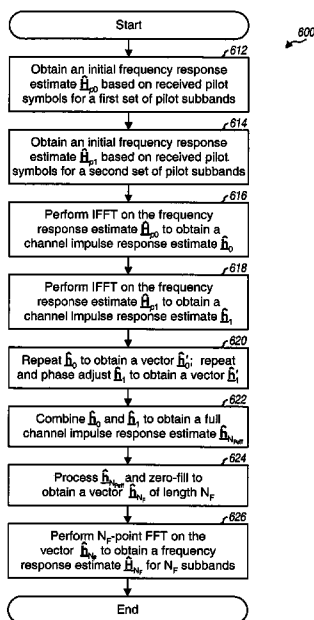 Start
600
612
Obtain an initial frequency response
estimate Ĥp0 based on received pilot
symbols for a first set of pilot subbands
614
Obtain an initial frequency response
estimate Ĥp1 based on received pilot
symbols for a second set of pilot subbands
616
Perform IFFT on the frequency
response estimate Ĥp0 to obtain a
channel impulse response estimate ĥ0
618
Perform IFFT on the frequency
response estimate Ĥp1 to obtain a
channel impulse response estimate ĥ1
620
Repeat ĥ0 to obtain a vector ĥ0'; repeat
and phase adjust ĥ1 to obtain a vector ĥ1'
622
Combine ĥ0 and ĥ1 to obtain a full
channel impulse response estimate ĥNPeff
624
Process ĥNPeff and zero-fill to
obtain a vector ĥNF of length NF
626
Perform NF-point FFT on the
vector ĥNF to obtain a frequency
response estimate ĤNF for NF subbands
End